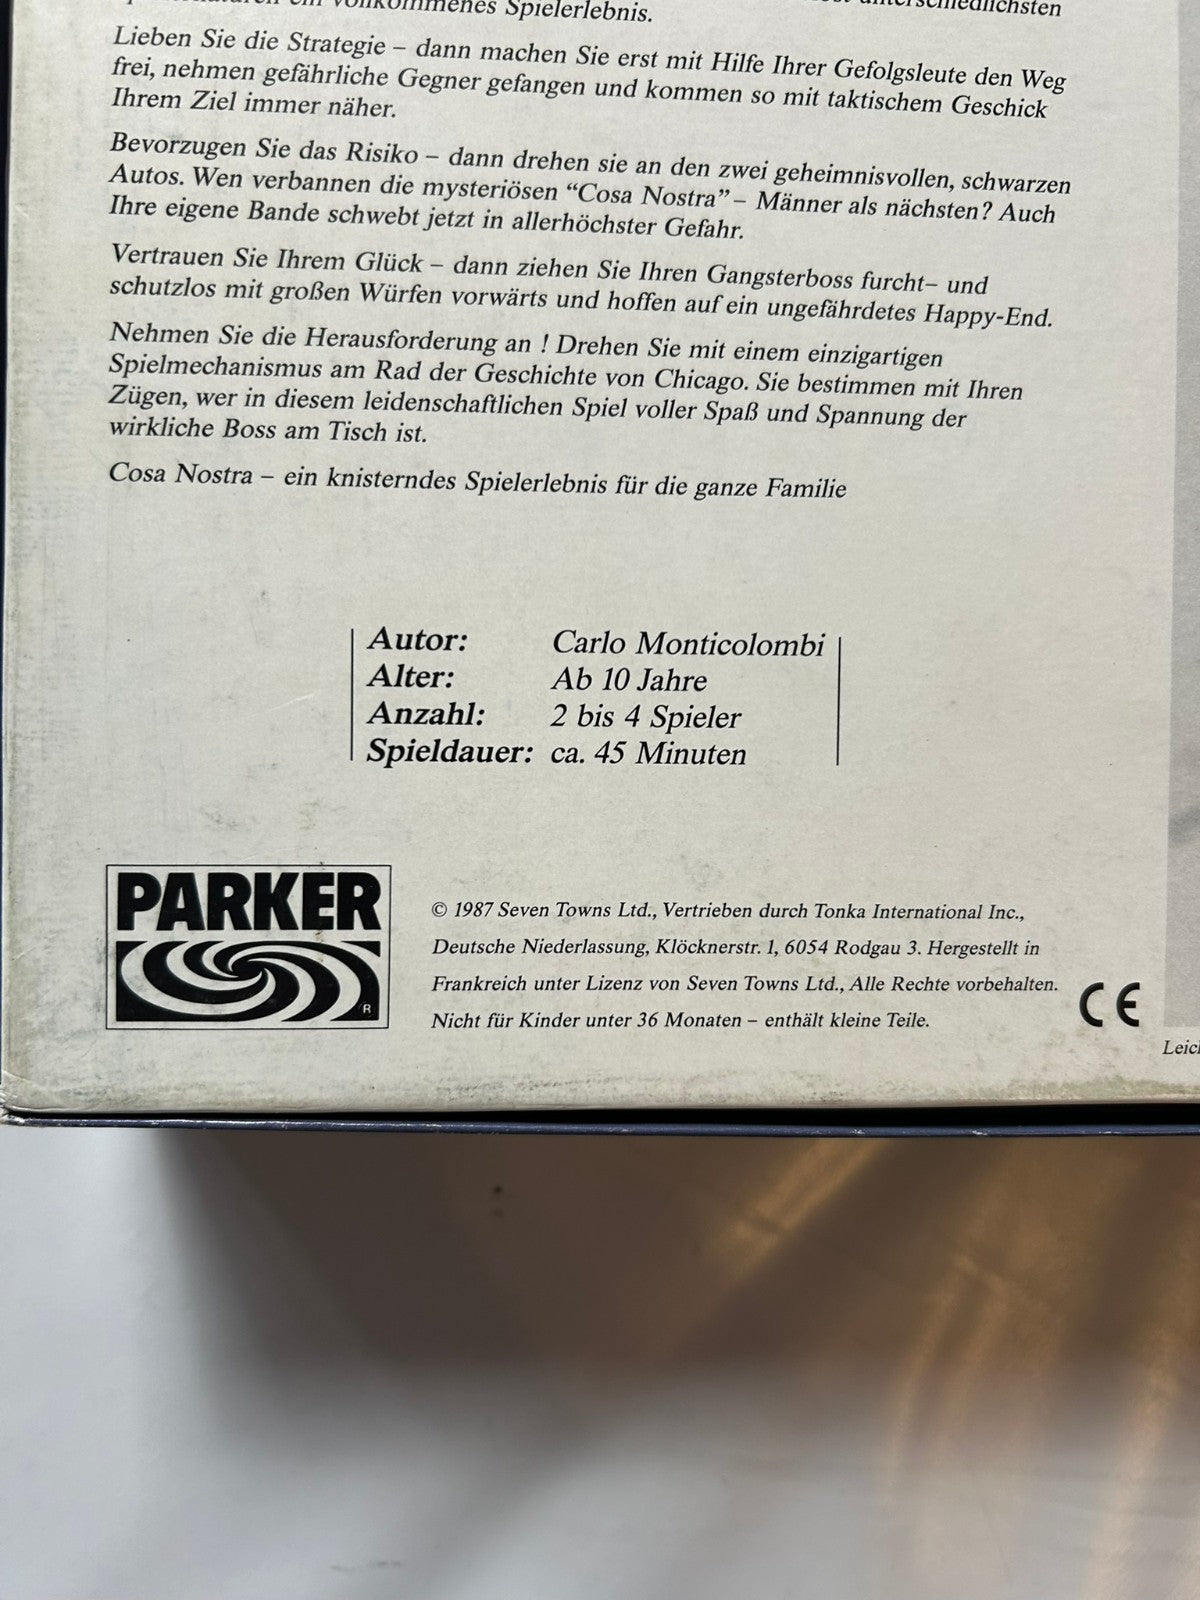 vollkommenes Spielerlebnis. unterschiedlichsten
Lieben Sie die Strategie – dann machen Sie erst mit Hilfe Ihrer Gefolgsleute den Weg
frei, nehmen gefährliche Gegner gefangen und kommen so mit taktischem Geschick
Ihrem Ziel immer näher.
Bevorzugen Sie das Risiko – dann drehen sie an den zwei geheimnisvollen, schwarzen
Autos. Wen verbannen die mysteriösen “Cosa Nostra” – Männer als nächsten? Auch
Ihre eigene Bande schwebt jetzt in allerhöchster Gefahr.
Vertrauen Sie Ihrem Glück – dann ziehen Sie Ihren Gangsterboss furcht– und
schutzlos mit großen Würfen vorwärts und hoffen auf ein ungefährdetes Happy-End.
Nehmen Sie die Herausforderung an ! Drehen Sie mit einem einzigartigen
Spielmechanismus am Rad der Geschichte von Chicago. Sie bestimmen mit Ihren
Zügen, wer in diesem leidenschaftlichen Spiel voller Spaß und Spannung der
wirkliche Boss am Tisch ist.
Cosa Nostra – ein knisterndes Spielerlebnis für die ganze Familie
Autor: Carlo Monticolombi
Alter: Ab 10 Jahre
Anzahl: 2 bis 4 Spieler
Spieldauer: ca. 45 Minuten
PARKER
R
© 1987 Seven Towns Ltd., Vertrieben durch Tonka International Inc.,
Deutsche Niederlassung, Klöcknerstr. 1, 6054 Rodgau 3. Hergestellt in
Frankreich unter Lizenz von Seven Towns Ltd., Alle Rechte vorbehalten.
Nicht für Kinder unter 36 Monaten – enthält kleine Teile.
CE